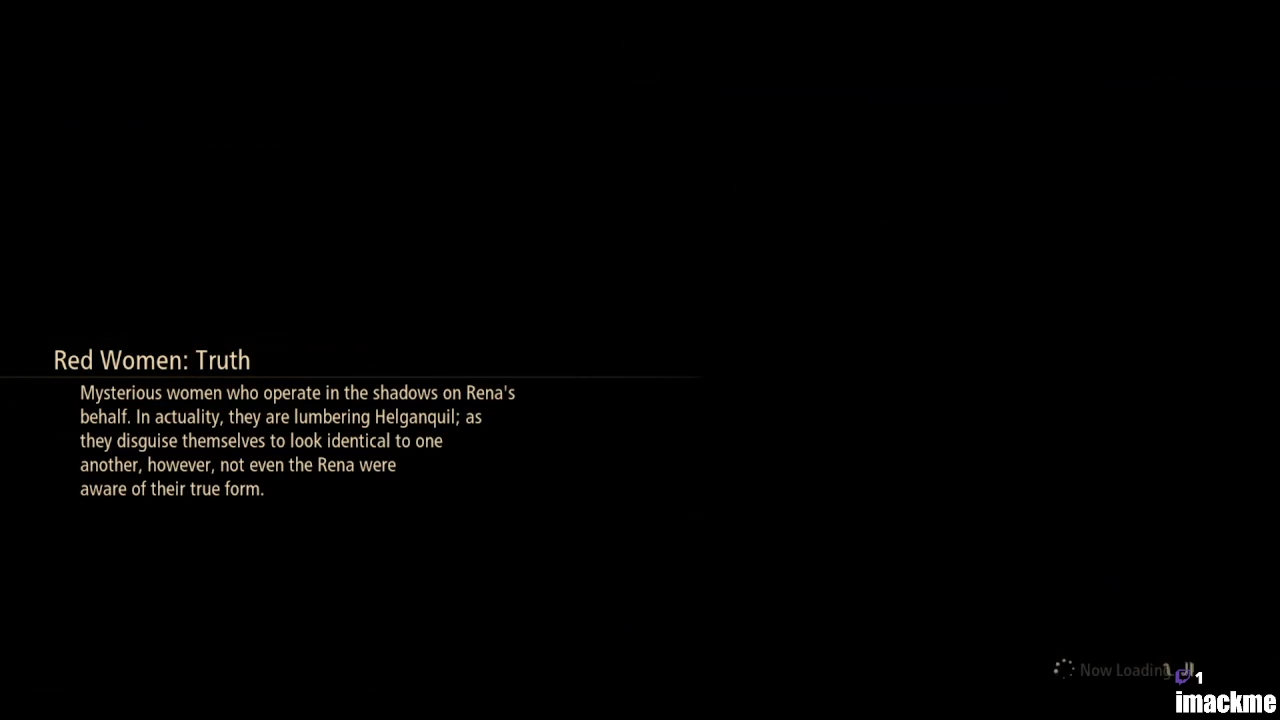 Red Women: Truth
Mysterious women who operate in the shadows on Rena's
behalf. In actuality, they are lumbering Helganquil; as
they disguise themselves to look identical to one
another, however, not even the Rena were
aware of their true form.
Now Loading
1
imackme